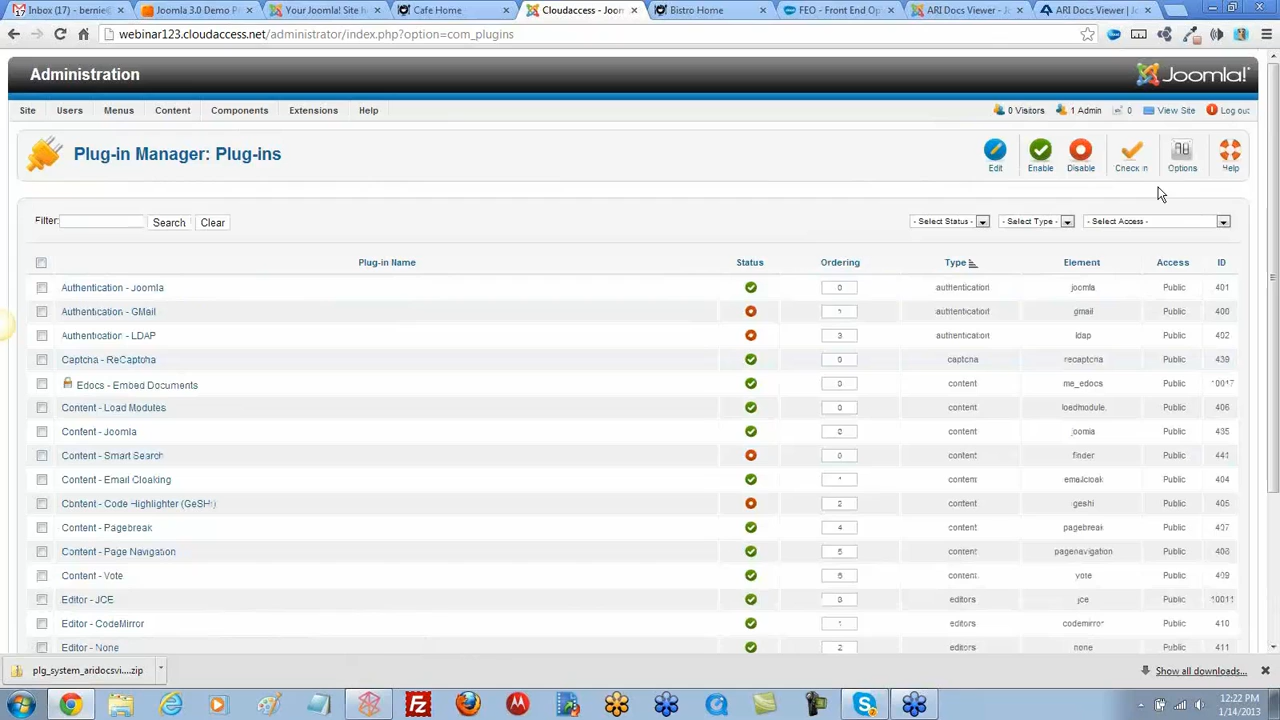 Inbox (17) - bernie@
Joomla 3.0 Demo P
Your Joomla! Site h
Cafe Home
Cloudaccess - Joom
Bistro Home
FEO - Front End Op
ARI Docs Viewer - J
ARI Docs Viewer | Jo
webinar123.cloudaccess.net/administrator/index.php?option=com_plugins
Administration
Joomla!
Site Users Menus Content Components Extensions Help
0 Visitors 1 Admin 0 View Site Log out
Plug-in Manager: Plug-ins
Edit Enable Disable Check In Options Help
Filter: Search Clear
- Select Status - - Select Type - - Select Access -
Plug-in Name Status Ordering Type Element Access ID
Authentication - Joomla 0 authentication joomla Public 401
Authentication - GMail 1 authentication gmail Public 400
Authentication - LDAP 3 authentication ldap Public 402
Captcha - ReCaptcha 0 captcha recaptcha Public 439
Edocs - Embed Documents 0 content me_edocs Public 10017
Content - Load Modules 0 content loadmodule Public 406
Content - Joomla 0 content joomla Public 435
Content - Smart Search 0 content finder Public 441
Content - Email Cloaking 1 content emailcloak Public 404
Content - Code Highlighter (GeSHi) 2 content geshi Public 405
Content - Pagebreak 4 content pagebreak Public 407
Content - Page Navigation 5 content pagenavigation Public 408
Content - Vote 6 content vote Public 409
Editor - JCE editors jce Public 10011
Editor - CodeMirror 1 editors codemirror Public 410
Editor - None 2 editors none Public 411
plg_system_aridocsvi....zip
Show all downloads...
12:22 PM
1/14/2013